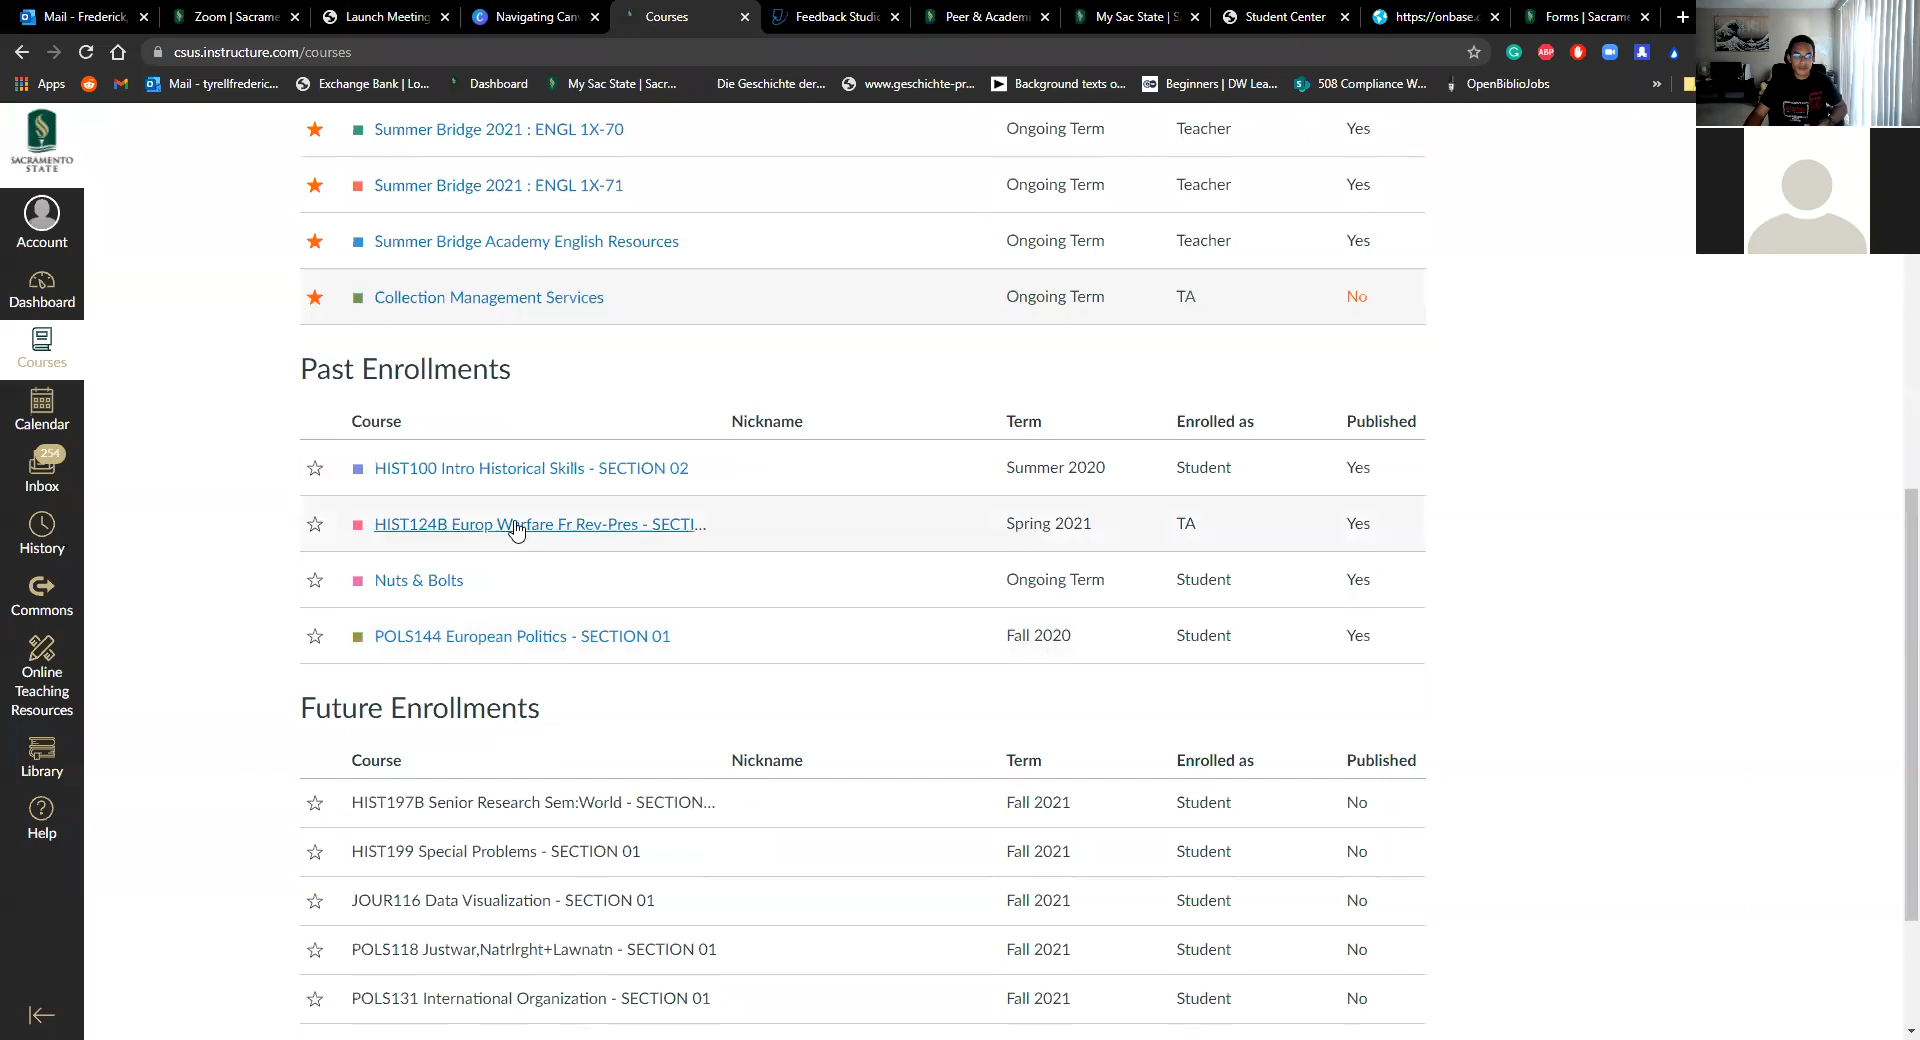 Mail - Frederick,
Zoom | Sacrame
Launch Meeting
Navigating Can
Courses
Feedback Studi
Peer & Academi
My Sac State | S
Student Center
https://onbase.c
Forms | Sacrame
csus.instructure.com/courses
Apps
Mail - tyrellfrederic...
Exchange Bank | Lo...
Dashboard
My Sac State | Sacr...
Die Geschichte der...
www.geschichte-pr...
Background texts o...
Beginners | DW Lea...
508 Compliance W...
OpenBiblioJobs
SACRAMENTO
STATE
Account
Dashboard
Courses
Calendar
254
Inbox
History
Commons
Online
Teaching
Resources
Library
Help
Summer Bridge 2021 : ENGL 1X-70 Ongoing Term Teacher Yes
Summer Bridge 2021 : ENGL 1X-71 Ongoing Term Teacher Yes
Summer Bridge Academy English Resources Ongoing Term Teacher Yes
Collection Management Services Ongoing Term TA No
Past Enrollments
Course Nickname Term Enrolled as Published
HIST100 Intro Historical Skills - SECTION 02 Summer 2020 Student Yes
HIST124B Europ Warfare Fr Rev-Pres - SECTI... Spring 2021 TA Yes
Nuts & Bolts Ongoing Term Student Yes
POLS144 European Politics - SECTION 01 Fall 2020 Student Yes
Future Enrollments
Course Nickname Term Enrolled as Published
HIST197B Senior Research Sem:World - SECTION... Fall 2021 Student No
HIST199 Special Problems - SECTION 01 Fall 2021 Student No
JOUR116 Data Visualization - SECTION 01 Fall 2021 Student No
POLS118 Justwar,Natrlrght+Lawnatn - SECTION 01 Fall 2021 Student No
POLS131 International Organization - SECTION 01 Fall 2021 Student No